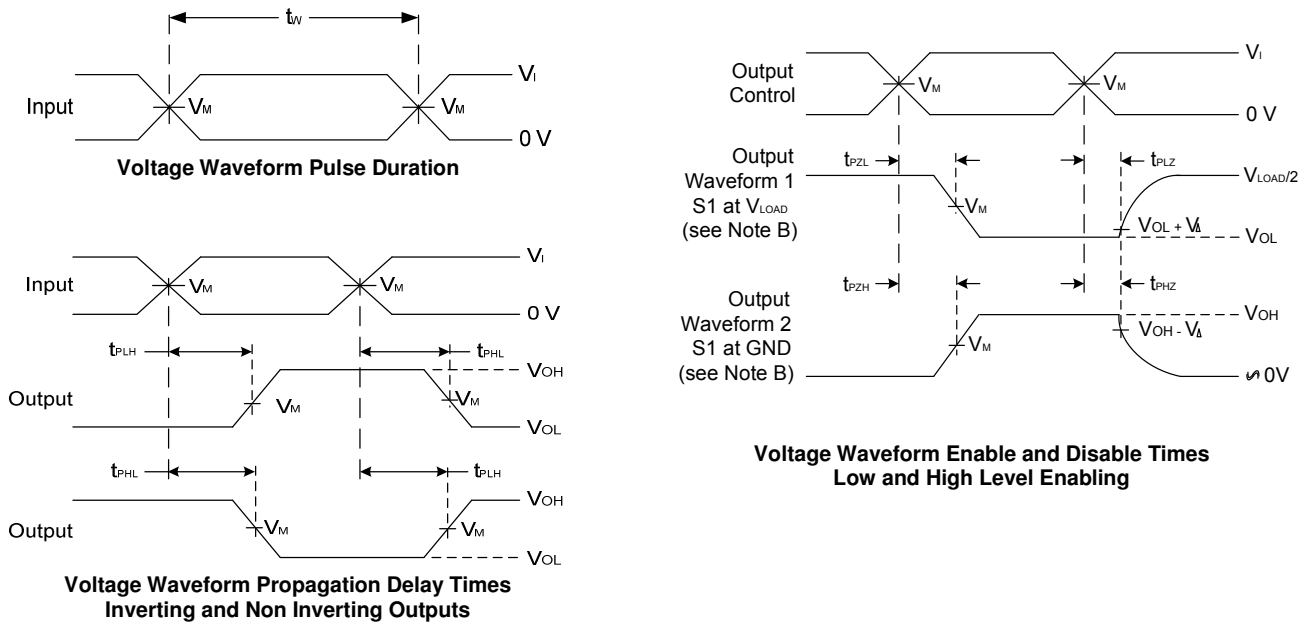 tW
VI
Input
VM
VM
0 V
Voltage Waveform Pulse Duration
VI
Input
VM
VM
0 V
tPLH
tPHL
VOH
Output
VM
VM
VOL
tPHL
tPLH
VOH
Output
VM
VM
VOL
Voltage Waveform Propagation Delay Times
Inverting and Non Inverting Outputs
VI
Output
Control
VM
VM
0 V
Output
Waveform 1
S1 at VLOAD
(see Note B)
tPZL
tPLZ
VLOAD/2
VM
VOL + VΔ
VOL
Output
Waveform 2
S1 at GND
(see Note B)
tPZH
tPHZ
VOH
VOH - VΔ
VM
0V
Voltage Waveform Enable and Disable Times
Low and High Level Enabling